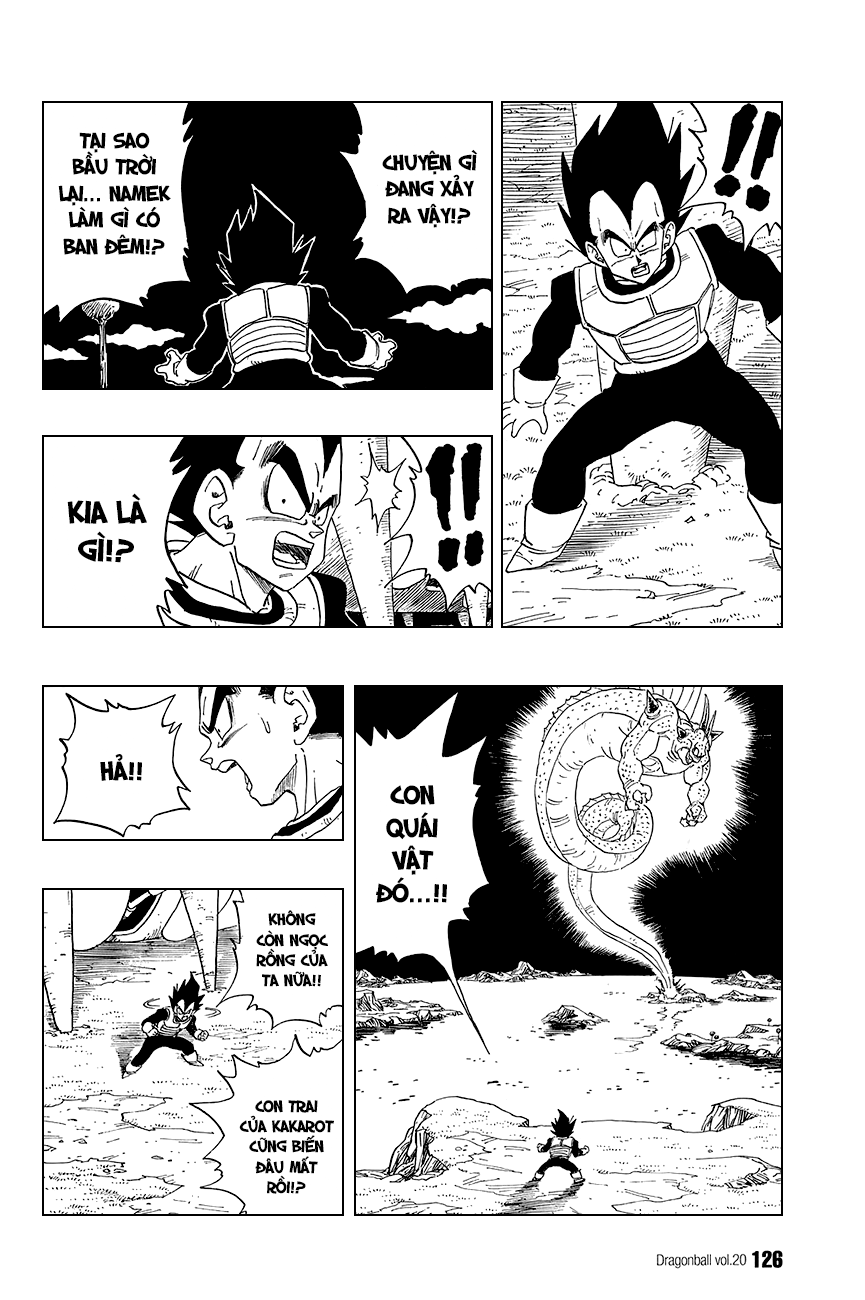 !!
CHUYỆN GÌ
ĐANG XẢY
RA VẬY!?
TẠI SAO
BẦU TRỜI
LẠI... NAMEK
LÀM GÌ CÓ
BAN ĐÊM!?
!!
KIA LÀ
GÌ!?
CON
QUÁI
VẬT
ĐÓ...!!
HẢ!!
KHÔNG
CÒN NGỌC
RỒNG CỦA
TA NỮA!!
CON TRAI
CỦA KAKAROT
CŨNG BIẾN
ĐÂU MẤT
RỒI!?
Dragonball vol.20 126